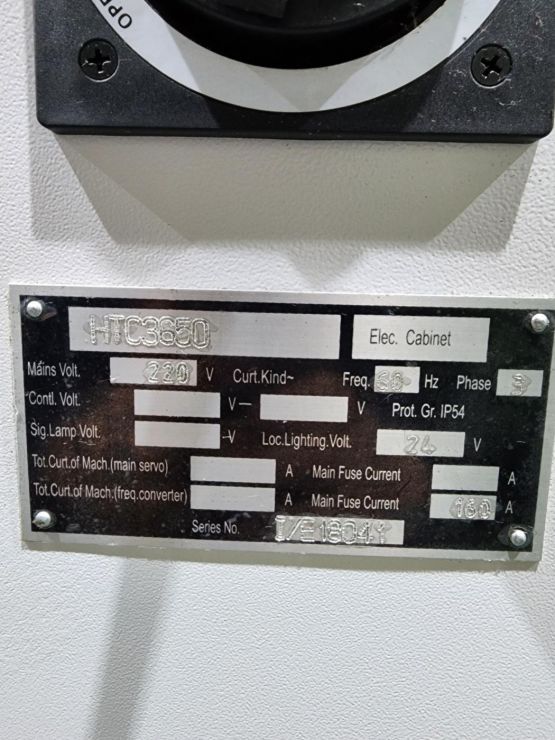 OPE
HTC3650 Elec. Cabinet
Mains Volt. 220 V Curt.Kind~ Freq. Hz Phase 3
Contl. Volt. V— V Prot. Gr. IP54
Sig.Lamp Volt. -V Loc.Lighting.Volt. 24 V
Tot.Curt.of Mach.(main servo) A Main Fuse Current A
Tot.Curt.of Mach.(freq.converter) A Main Fuse Current 160 A
Series No.